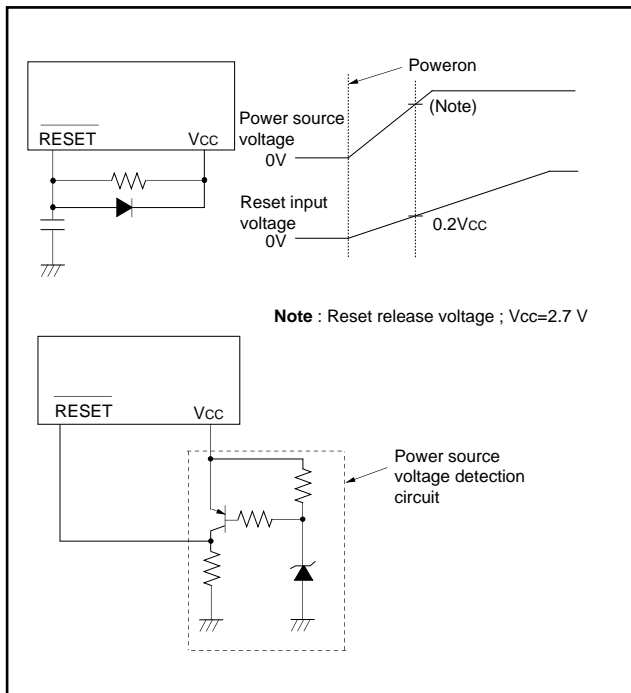 Poweron
(Note)
Power source
voltage
0V
RESET
VCC
Reset input
voltage
0V
0.2VCC
Note : Reset release voltage ; Vcc=2.7 V
RESET
VCC
Power source
voltage detection
circuit